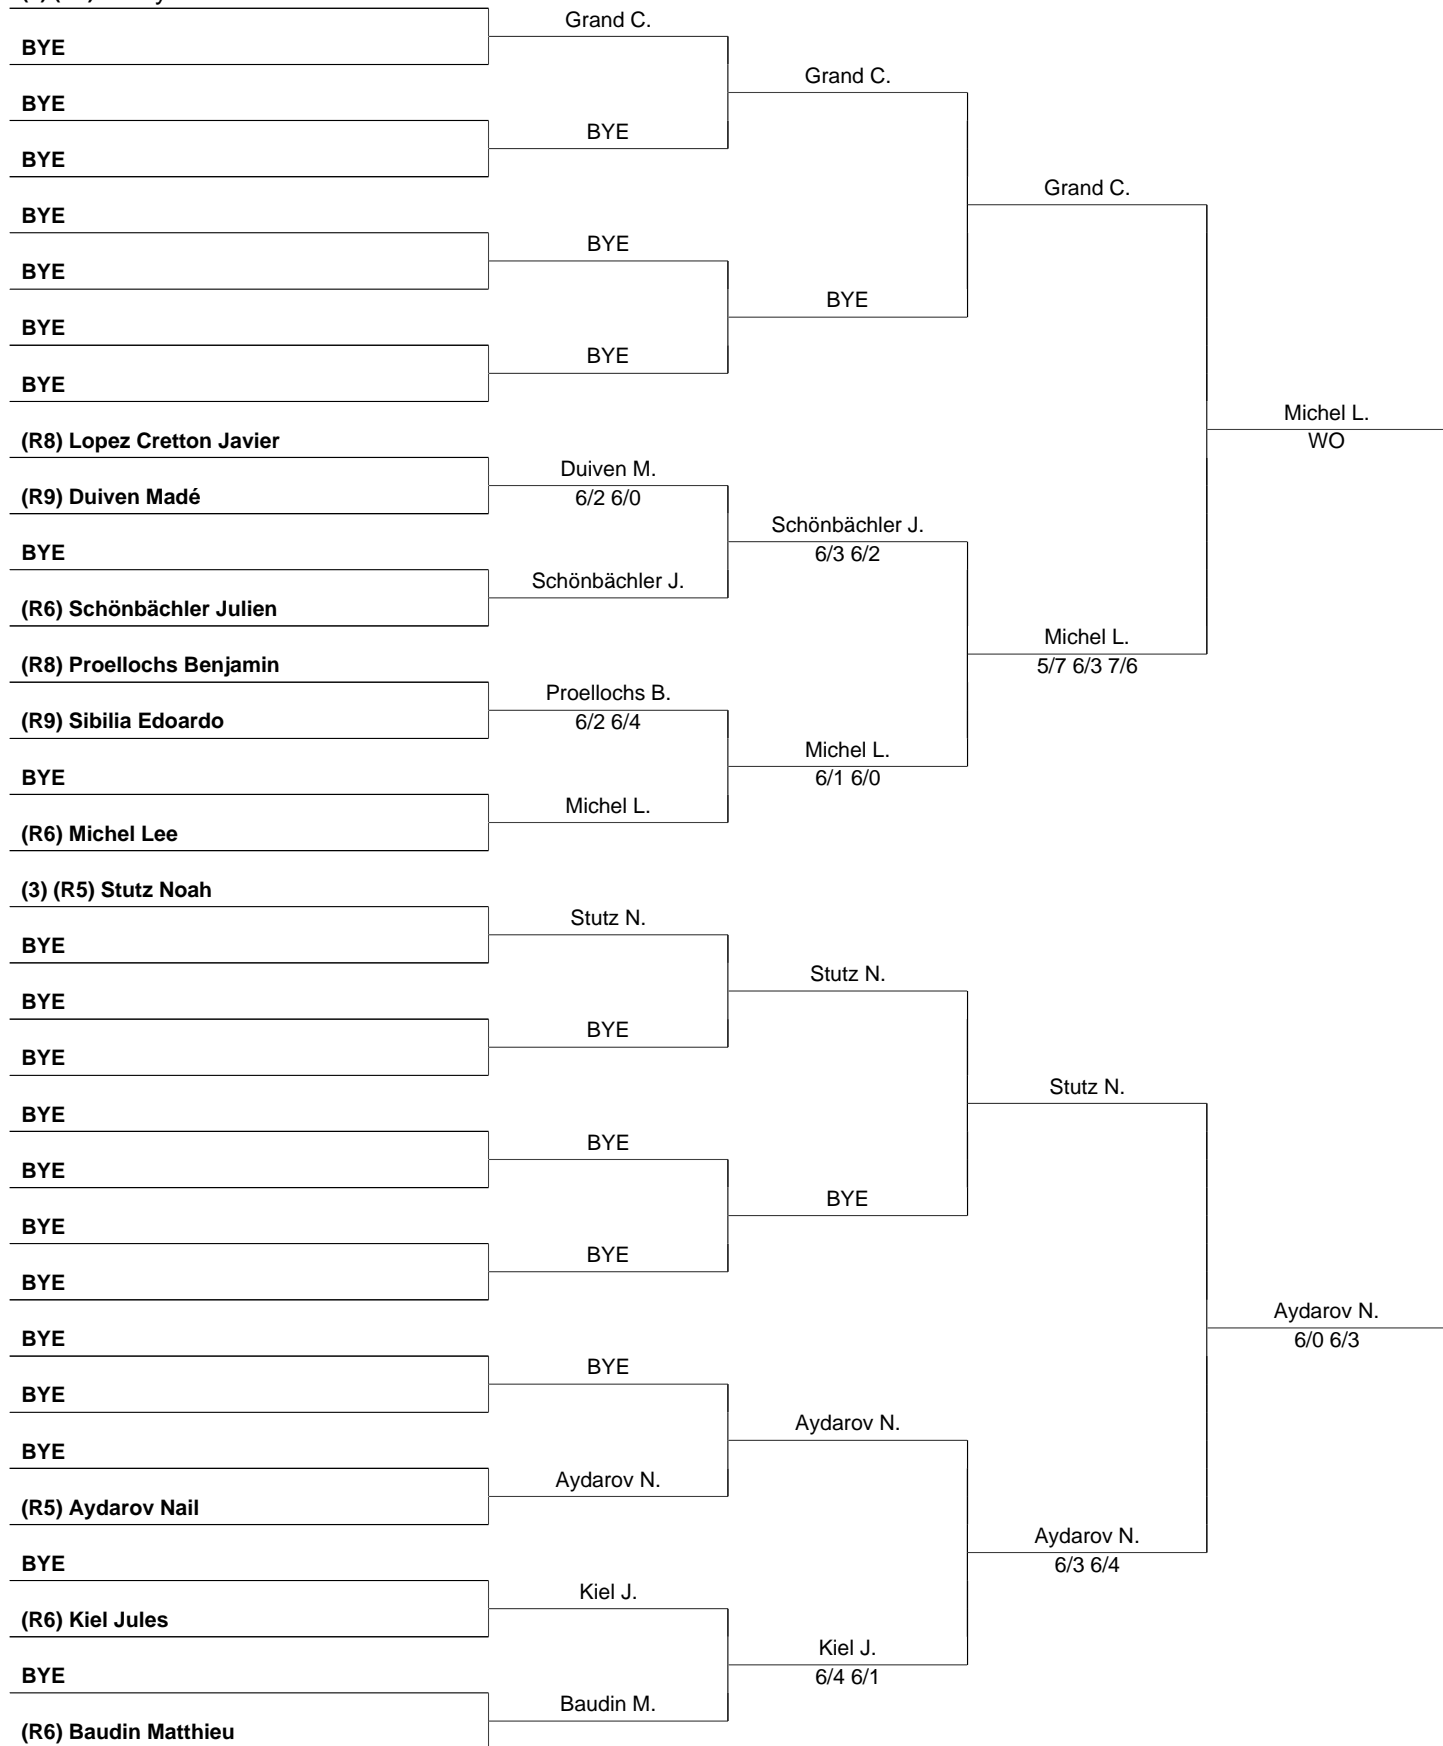 BYE
BYE
BYE
BYE
BYE
BYE
BYE
(R8) Lopez Cretton Javier
(R9) Duiven Madé
BYE
(R6) Schönbächler Julien
(R8) Proellochs Benjamin
(R9) Sibilia Edoardo
BYE
(R6) Michel Lee
(3) (R5) Stutz Noah
BYE
BYE
BYE
BYE
BYE
BYE
BYE
BYE
BYE
BYE
(R5) Aydarov Nail
BYE
(R6) Kiel Jules
BYE
(R6) Baudin Matthieu
Grand C.
BYE
BYE
BYE
Duiven M.
6/2 6/0
Schönbächler J.
Proellochs B.
6/2 6/4
Michel L.
Stutz N.
BYE
BYE
BYE
BYE
Aydarov N.
Kiel J.
Baudin M.
Grand C.
BYE
Schönbächler J.
6/3 6/2
Michel L.
6/1 6/0
Stutz N.
BYE
Aydarov N.
Kiel J.
6/4 6/1
Grand C.
Michel L.
5/7 6/3 7/6
Stutz N.
Aydarov N.
6/3 6/4
Michel L.
WO
Aydarov N.
6/0 6/3